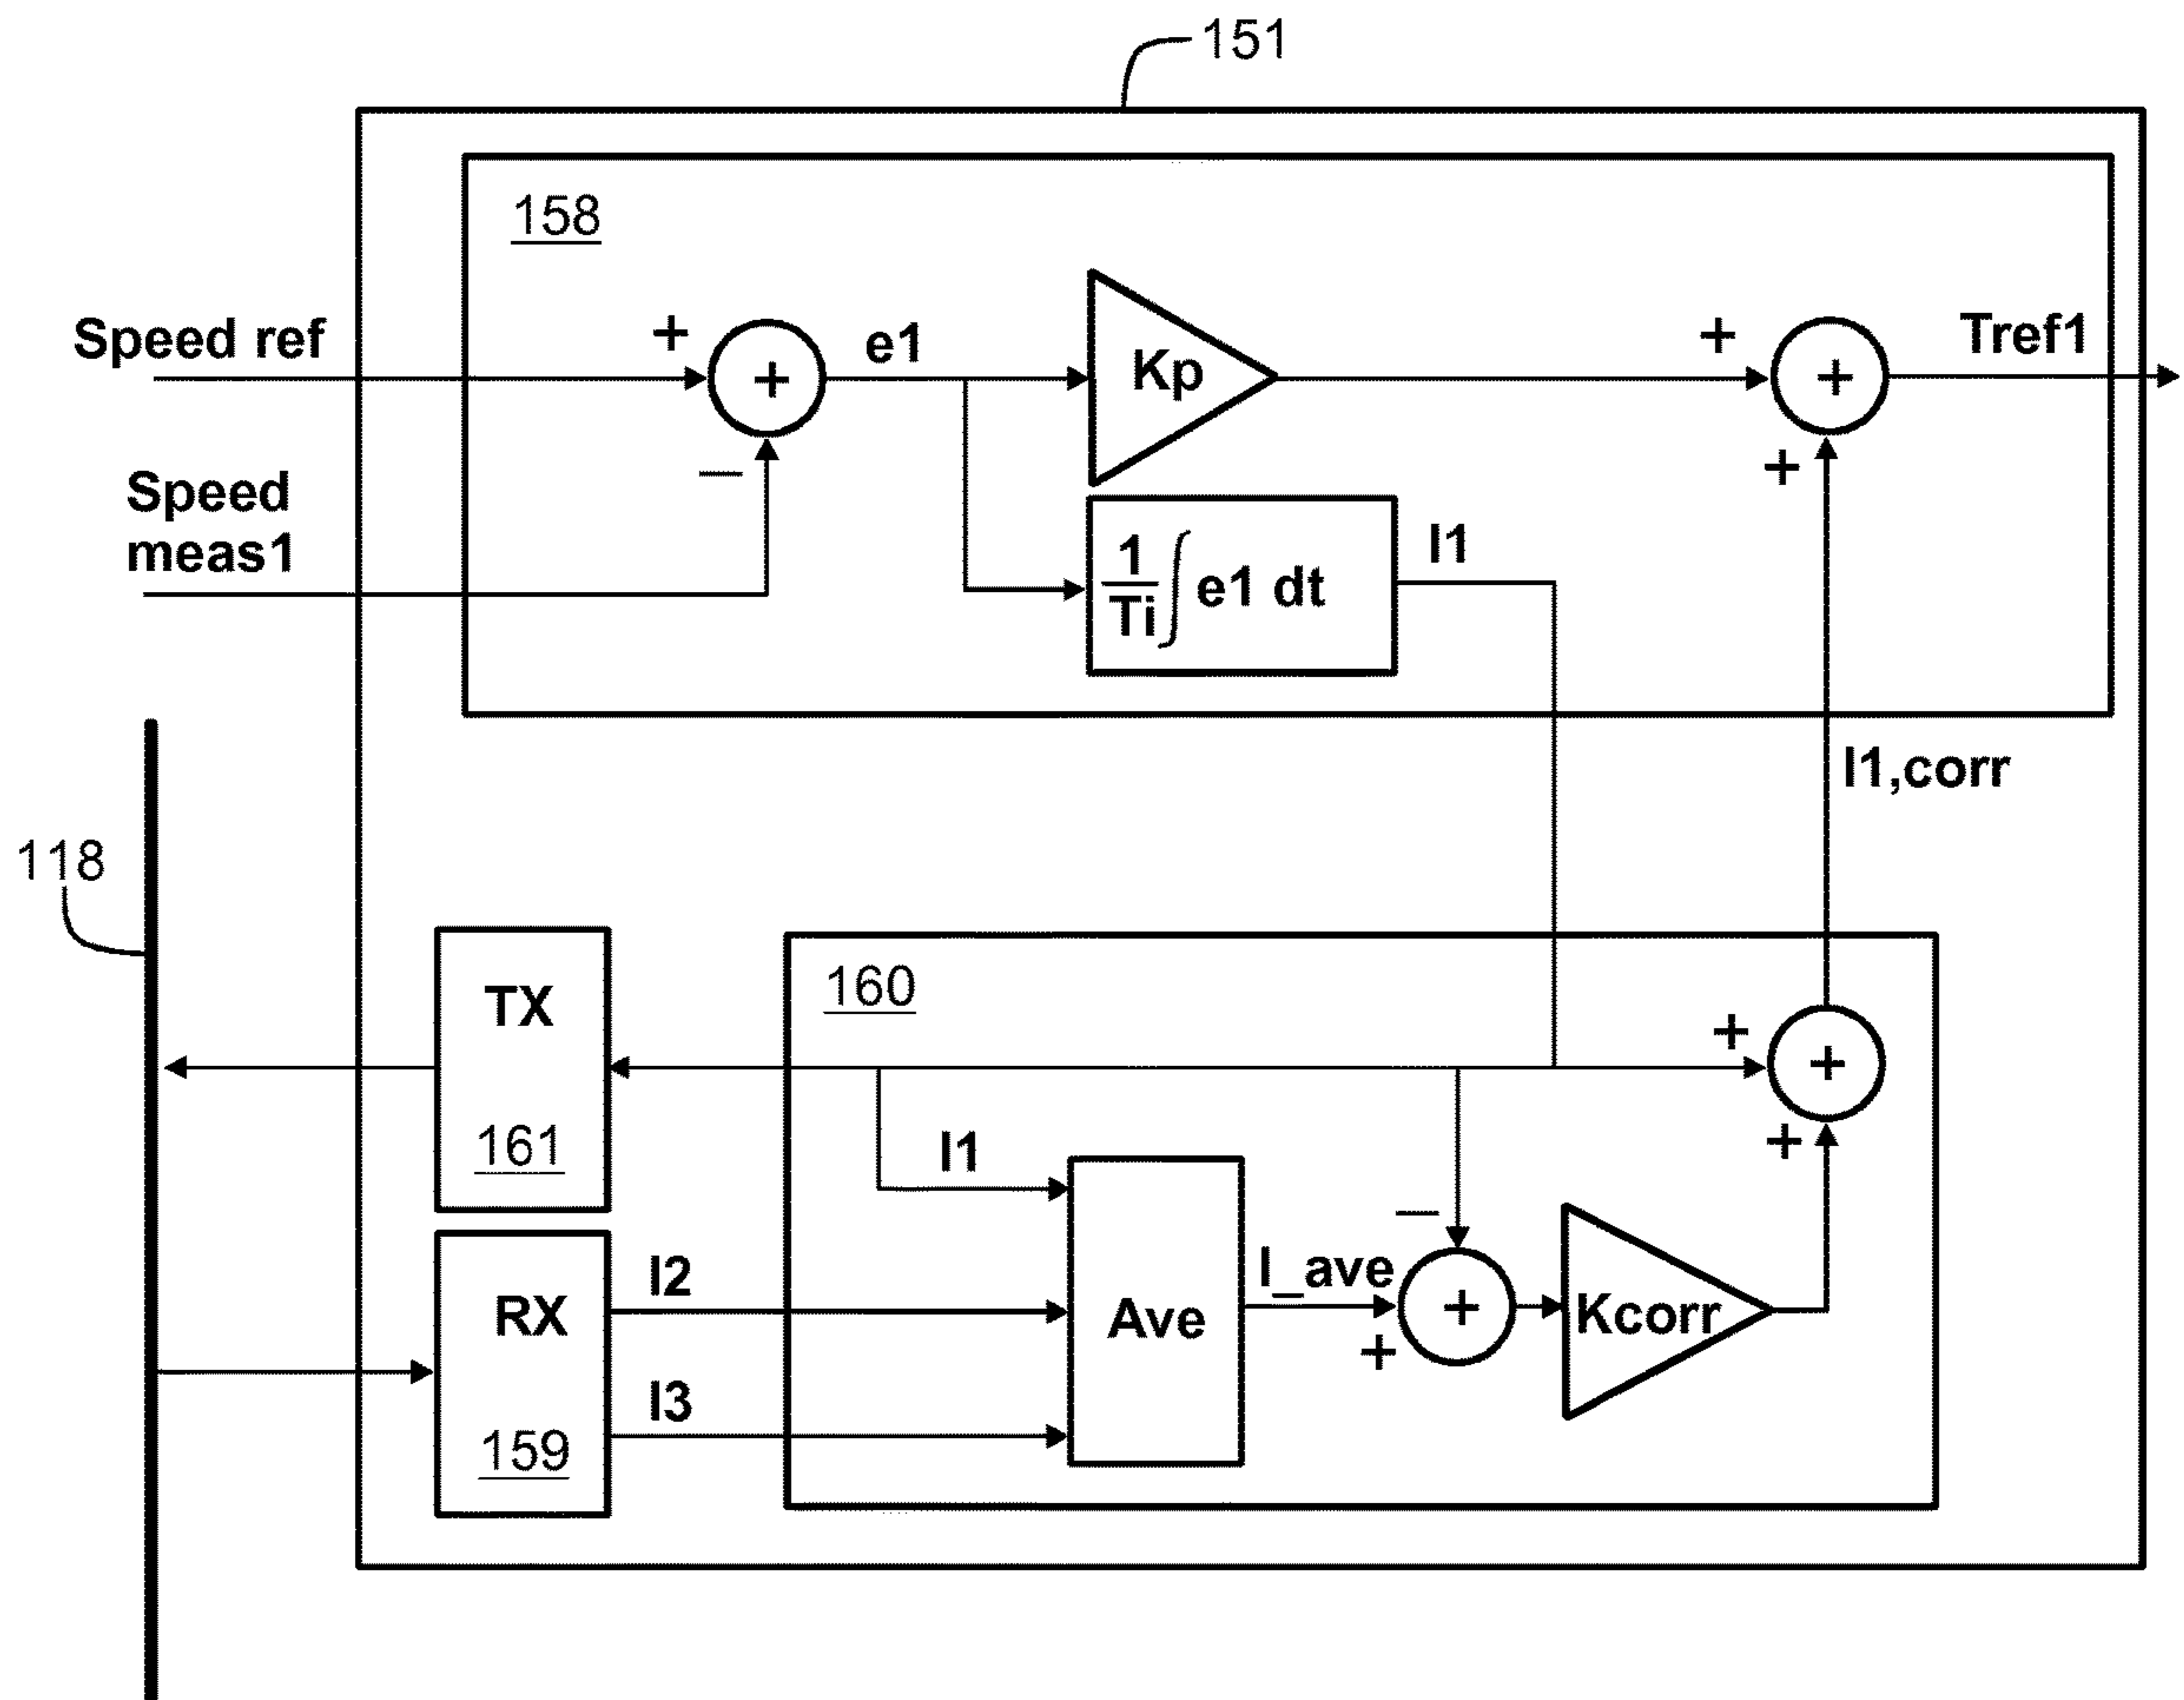 151
158
Speed ref
+
+
e1
Kp
+
+
Tref1
−
+
Speed
meas1
1
Ti
∫ e1 dt
I1
I1,corr
118
TX
161
160
+
+
+
I1
RX
159
I2
I3
Ave
I_ave
−
+
+
Kcorr